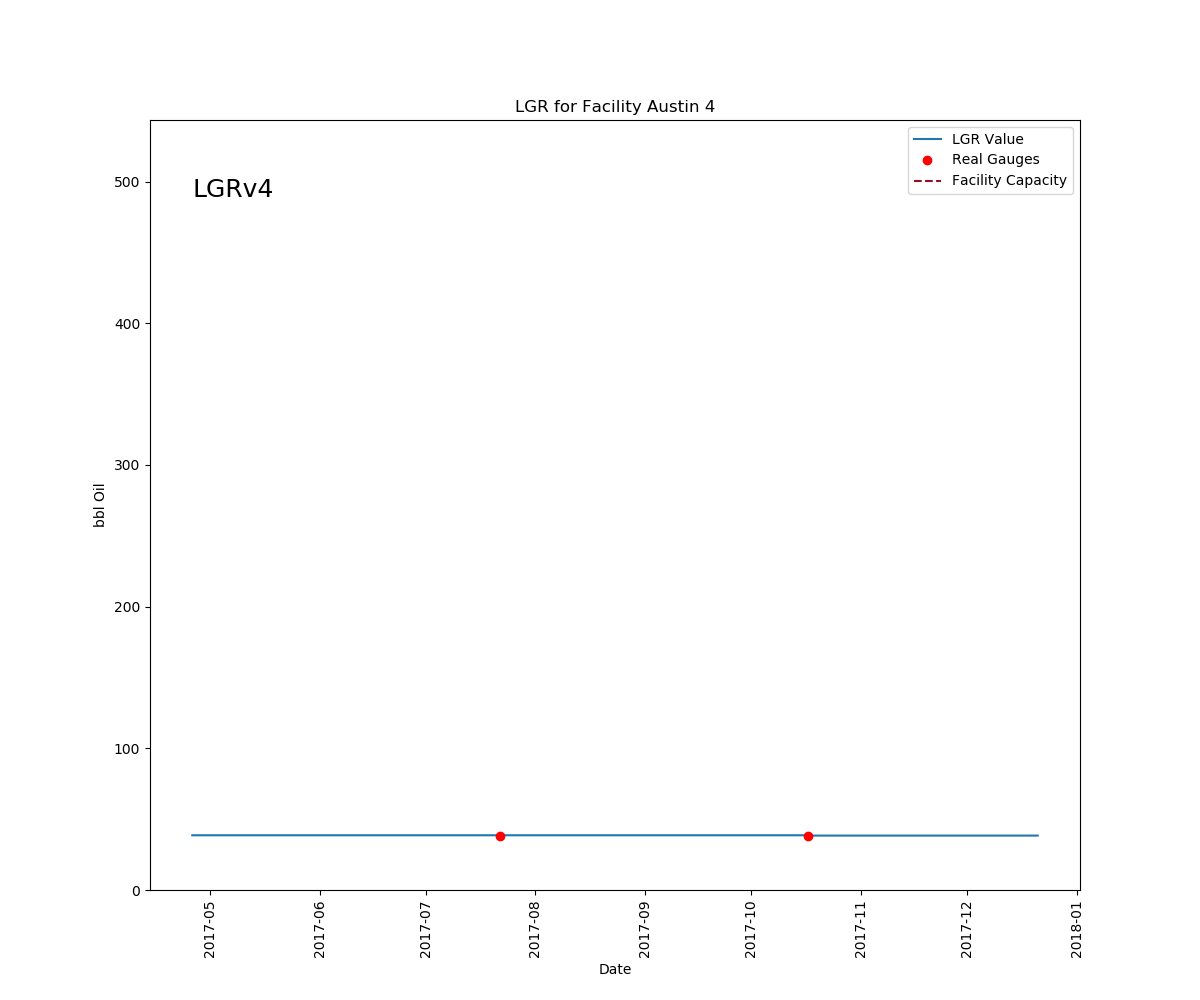 LGR for Facility Austin 4
LGR Value
Real Gauges
Facility Capacity
LGRv4
500
400
300
200
100
0
bbl Oil
2017-05
2017-06
2017-07
2017-08
2017-09
2017-10
2017-11
2017-12
2018-01
Date